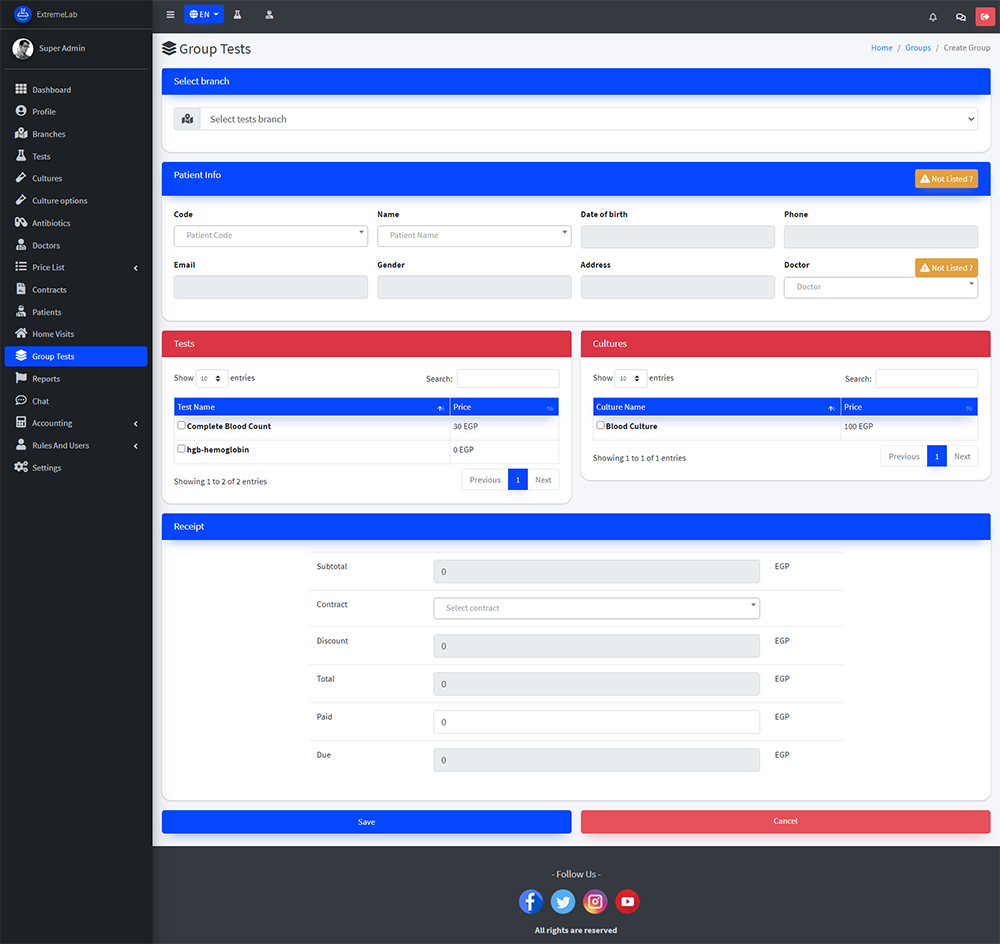 ExtremeLab
EN
Super Admin
Dashboard
Profile
Branches
Tests
Cultures
Culture options
Antibiotics
Doctors
Price List
Contracts
Patients
Home Visits
Group Tests
Reports
Chat
Accounting
Rules And Users
Settings
Group Tests
Home / Groups / Create Group
Select branch
Select tests branch
Patient Info
Not Listed ?
Code Name Date of birth Phone
Patient Code Patient Name
Email Gender Address Doctor Not Listed ?
Doctor
Tests
Show 10 entries Search:
Test Name Price
Complete Blood Count 30 EGP
hgb-hemoglobin 0 EGP
Showing 1 to 2 of 2 entries
Previous 1 Next
Cultures
Show 10 entries Search:
Culture Name Price
Blood Culture 100 EGP
Showing 1 to 1 of 1 entries
Previous 1 Next
Receipt
Subtotal 0 EGP
Contract Select contract
Discount 0 EGP
Total 0 EGP
Paid 0 EGP
Due 0 EGP
Save Cancel
- Follow Us -
All rights are reserved